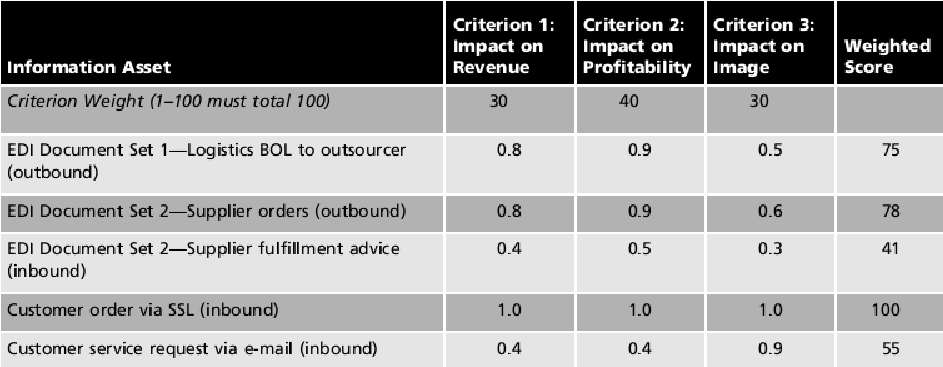 Information Asset Criterion 1: Impact on Revenue Criterion 2: Impact on Profitability Criterion 3: Impact on Image Weighted Score
Criterion Weight (1–100 must total 100) 30 40 30
EDI Document Set 1—Logistics BOL to outsourcer (outbound) 0.8 0.9 0.5 75
EDI Document Set 2—Supplier orders (outbound) 0.8 0.9 0.6 78
EDI Document Set 2—Supplier fulfillment advice (inbound) 0.4 0.5 0.3 41
Customer order via SSL (inbound) 1.0 1.0 1.0 100
Customer service request via e-mail (inbound) 0.4 0.4 0.9 55